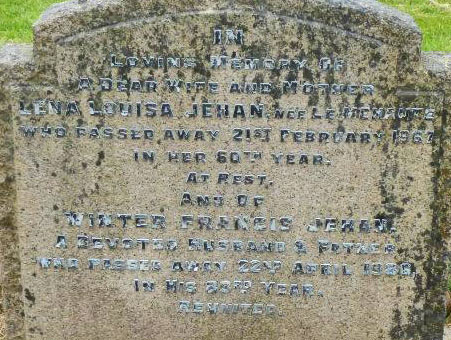 IN
LOVING MEMORY OF
A DEAR WIFE AND MOTHER
LENA LOUISA JEHAN, NÉE LE
WHO PASSED AWAY 21ST FEBRUARY 1967
IN HER 60TH YEAR.
AT REST.
AND OF
WINTER FRANCIS JEHAN.
A DEVOTED HUSBAND & FATHER
WHO PASSED AWAY 22ND APRIL
IN HIS YEAR.
REUNITED.